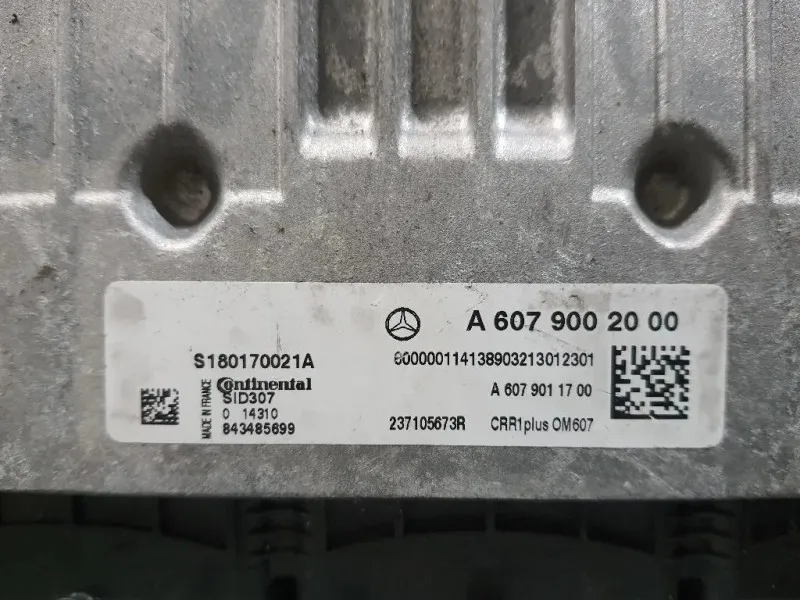 A 607 900 20 00
S180170021A
000000114138903213012301
MADE IN FRANCE
Continental
SID307
A 607 901 17 00
0 14310
843485699
237105673R
CRR1plus OM607